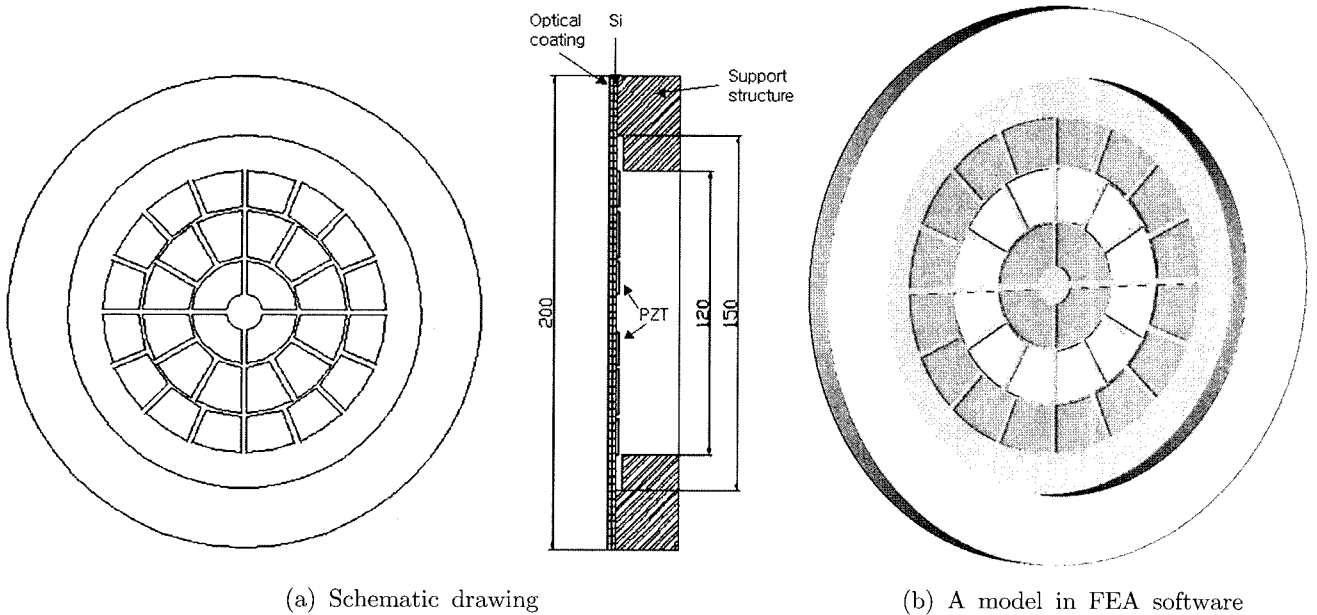 Optical
coating
Si
Support
structure
PZT
200
120
150
(a) Schematic drawing
(b) A model in FEA software